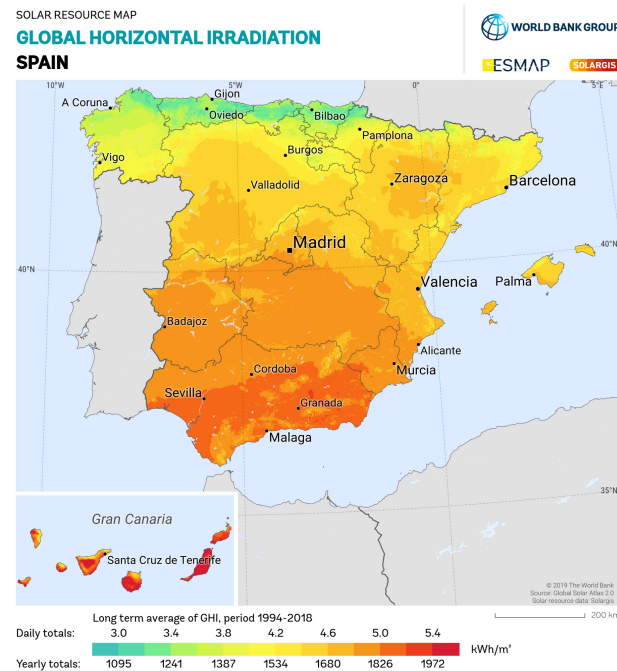 SOLAR RESOURCE MAP
GLOBAL HORIZONTAL IRRADIATION
SPAIN
WORLD BANK GROUP
ESMAP
SOLARGIS
10°W
5°W
0°
5°E
A Coruna
Gijon
Oviedo
Bilbao
Pamplona
Vigo
Burgos
Valladolid
Zaragoza
Barcelona
Madrid
40°N
40°N
Valencia
Palma
Badajoz
Alicante
Cordoba
Murcia
Sevilla
Granada
Malaga
35°N
Gran Canaria
Santa Cruz de Tenerife
© 2019 The World Bank
Source: Global Solar Atlas 2.0
Solar resource data: Solargis
200 km
Long term average of GHI, period 1994-2018
Daily totals: 3.0 3.4 3.8 4.2 4.6 5.0 5.4
kWh/m²
Yearly totals: 1095 1241 1387 1534 1680 1826 1972